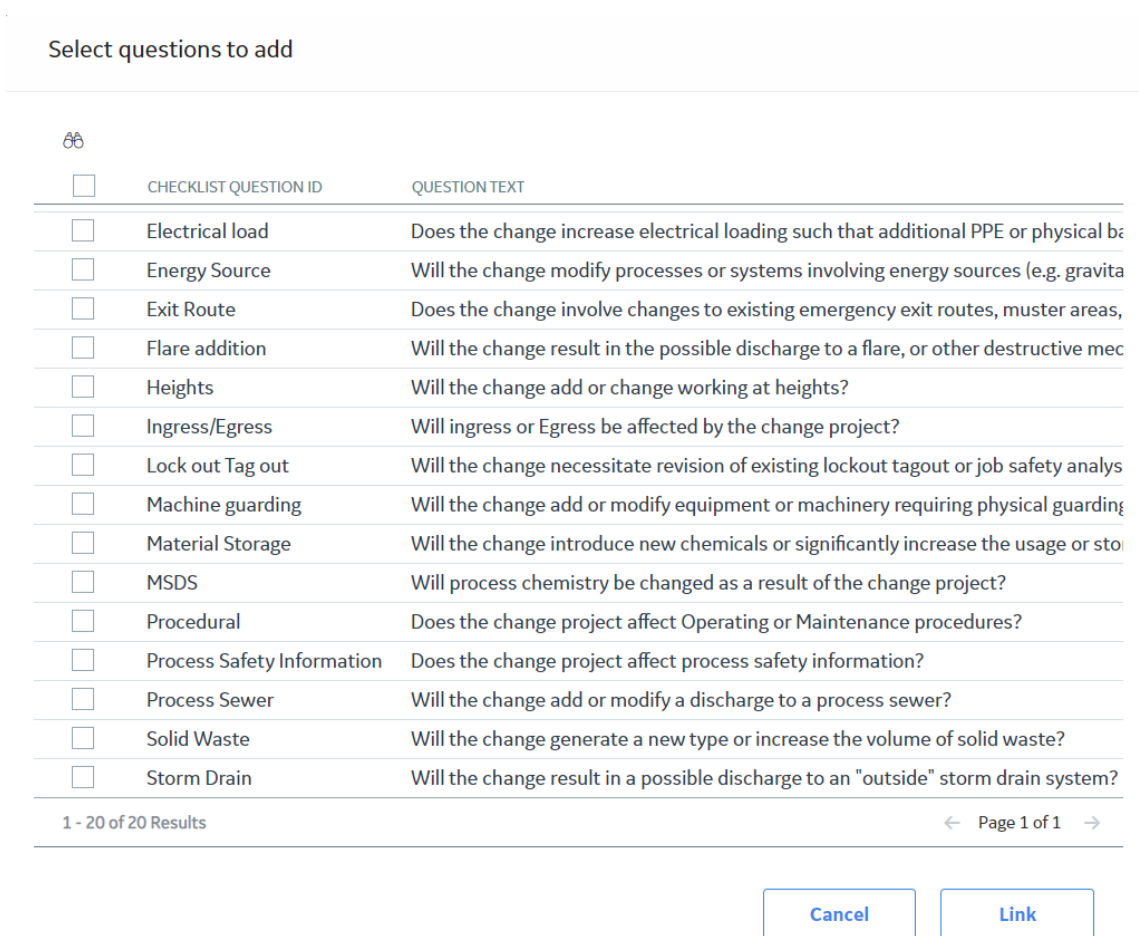 Select questions to add
CHECKLIST QUESTION ID QUESTION TEXT
Electrical load Does the change increase electrical loading such that additional PPE or physical
Energy Source Will the change modify processes or systems involving energy sources (e.g.
Exit Route Does the change involve changes to existing emergency exit routes, muster areas,
Flare addition Will the change result in the possible discharge to a flare, or other destructive
Heights Will the change add or change working at heights?
Ingress/Egress Will ingress or Egress be affected by the change project?
Lock out Tag out Will the change necessitate revision of existing lockout tagout or job safety
Machine guarding Will the change add or modify equipment or machinery requiring physical guarding
Material Storage Will the change introduce new chemicals or significantly increase the usage or
MSDS Will process chemistry be changed as a result of the change project?
Procedural Does the change project affect Operating or Maintenance procedures?
Process Safety Information Does the change project affect process safety information?
Process Sewer Will the change add or modify a discharge to a process sewer?
Solid Waste Will the change generate a new type or increase the volume of solid waste?
Storm Drain Will the change result in a possible discharge to an "outside" storm drain system?
1 - 20 of 20 Results Page 1 of 1
Cancel Link